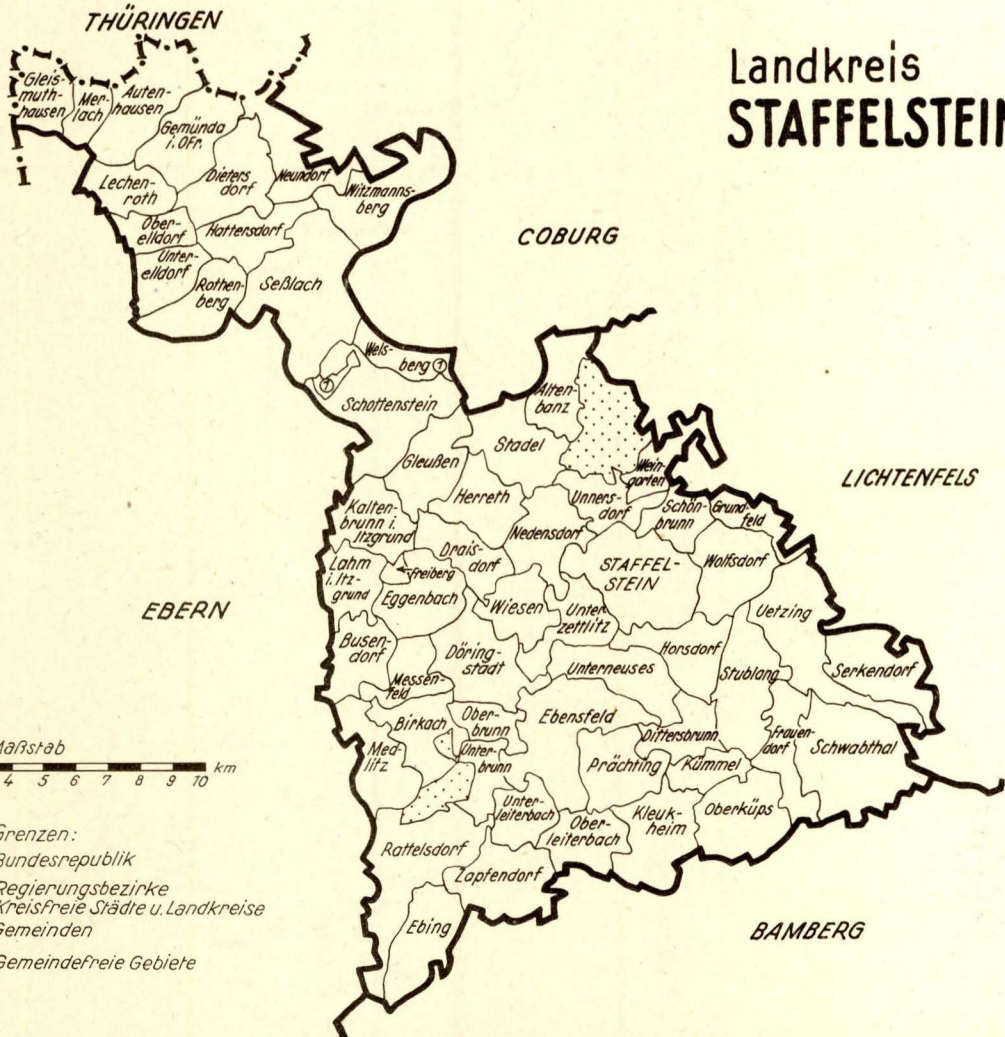 THÜRINGEN
Landkreis
STAFFELSTEIN
Gleis-
muth-
hausen
Mer-
lach
Auten-
hausen
Gemünda
i. OFr.
Lechen-
roth
Dieters
dorf
Neundorf
Witzmanns-
berg
Ober-
elldorf
Hattersdorf
Unter-
elldorf
Rothen-
berg
Seßlach
COBURG
Wels-
berg ①
①
Schottenstein
Alten-
banz
Stadel
Gleußen
Herreth
Wein-
garten
LICHTENFELS
Unners-
dorf
Schön-
brunn
Grund-
feld
Kalten-
brunn i.
Itzgrund
Nedensdorf
Drais-
dorf
STAFFEL-
STEIN
Wolfsdorf
Lahm
i. Itz-
grund
Freiberg
Eggenbach
EBERN
Wiesen
Unter
zettlitz
Uetzing
Busen-
dorf
Döring-
stadt
Horsdorf
Unterneuses
Stublang
Serkendorf
Messen-
feld
Birkach
Ober-
brunn
Ebensfeld
Dittersbrunn
Frauen-
dorf
Schwabthal
Med-
litz
Unter-
brunn
Prächting
Kümmel
Maßstab
4 5 6 7 8 9 10 km
Unter-
leiterbach
Ober-
leiterbach
Kleuk-
heim
Oberküps
Rattelsdorf
Zapfendorf
Ebing
BAMBERG
Grenzen:
Bundesrepublik
Regierungsbezirke
Kreisfreie Städte u. Landkreise
Gemeinden
Gemeindefreie Gebiete